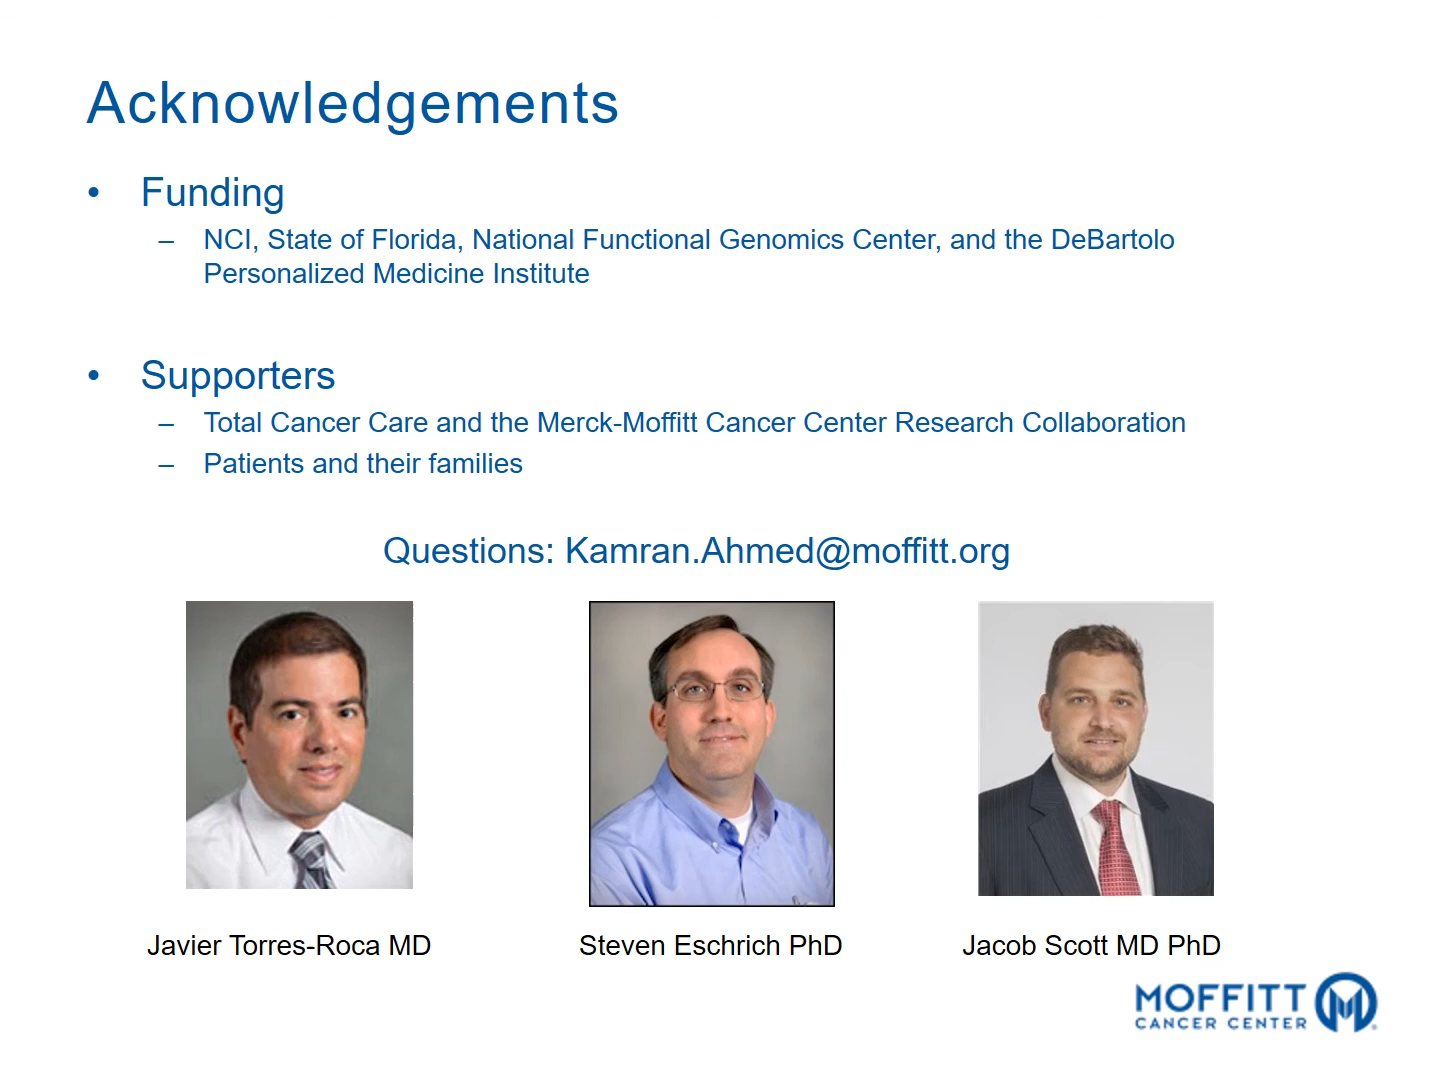 Acknowledgements
• Funding
– NCI, State of Florida, National Functional Genomics Center, and the DeBartolo
Personalized Medicine Institute
• Supporters
– Total Cancer Care and the Merck-Moffitt Cancer Center Research Collaboration
– Patients and their families
Questions: Kamran.Ahmed@moffitt.org
Javier Torres-Roca MD
Steven Eschrich PhD
Jacob Scott MD PhD
MOFFITT
CANCER CENTER